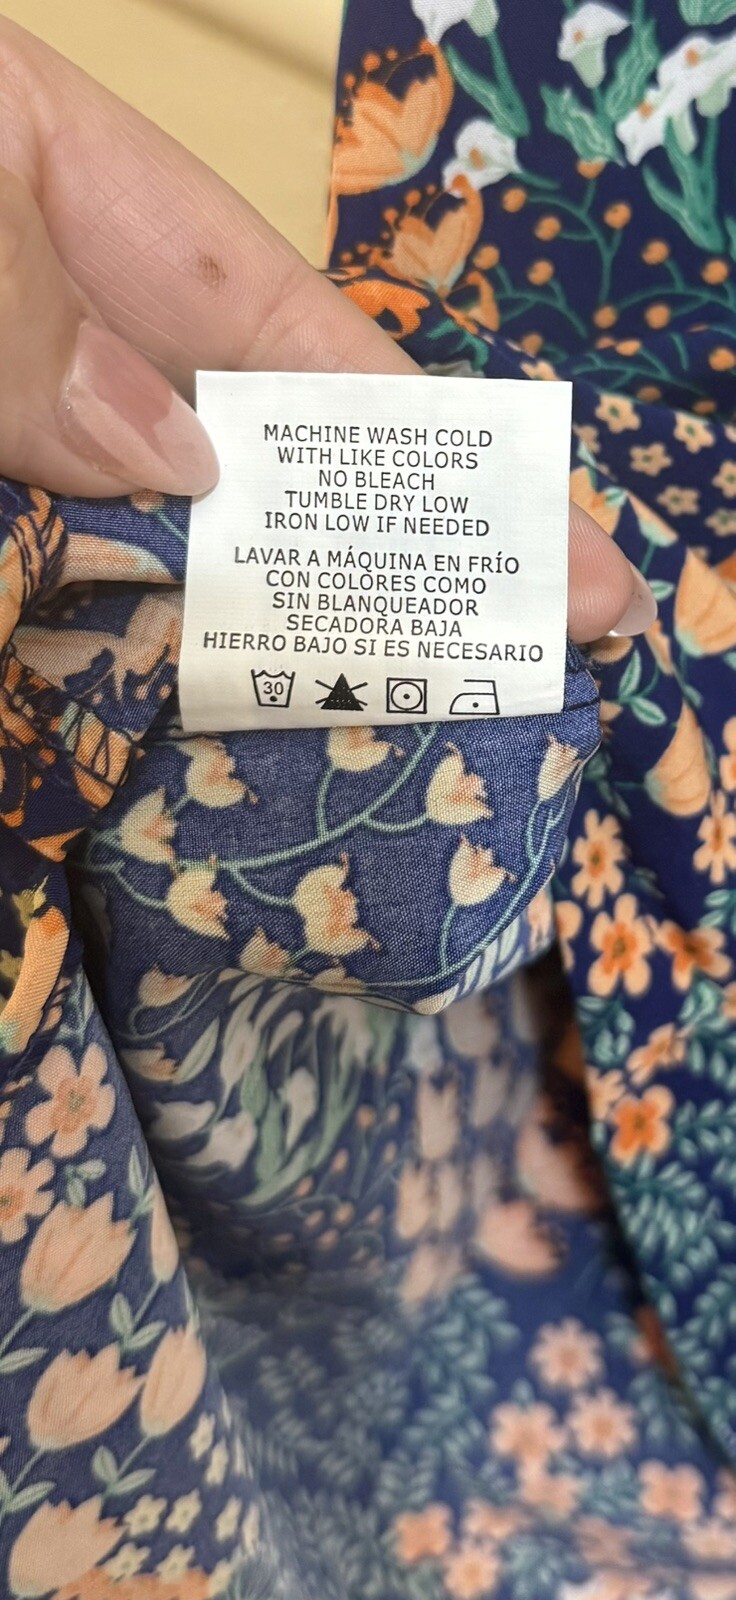 MACHINE WASH COLD
WITH LIKE COLORS
NO BLEACH
TUMBLE DRY LOW
IRON LOW IF NEEDED
LAVAR A MÁQUINA EN FRÍO
CON COLORES COMO
SIN BLANQUEADOR
SECADORA BAJA
HIERRO BAJO SI ES NECESARIO
30